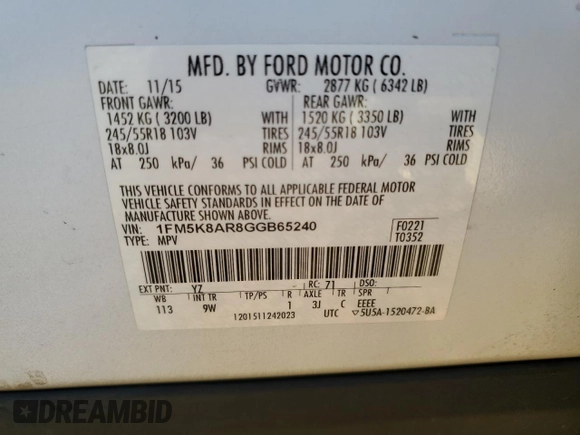 MFD. BY FORD MOTOR CO.
DATE: 11/15 GVWR: 2877 KG ( 6342 LB)
FRONT GAWR: REAR GAWR:
1452 KG ( 3200 LB) WITH 1520 KG ( 3350 LB) WITH
245/55R18 103V TIRES 245/55R18 103V TIRES
18x8.0J RIMS 18x8.0J RIMS
AT 250 kPa/ 36 PSI COLD AT 250 kPa/ 36 PSI COLD
THIS VEHICLE CONFORMS TO ALL APPLICABLE FEDERAL MOTOR
VEHICLE SAFETY STANDARDS IN EFFECT ON THE DATE OF
MANUFACTURE SHOWN ABOVE.
VIN: 1FM5K8AR8GGB65240 F0221
TYPE: MPV T0352
EXT PNT: YZ - RC: 71 DSO:
WB INT TR TP/PS R AXLE TR SPR
113 9W 1 3J C EEEE
1201511242023 UTC ▽5U5A-1520472-BA
DREAMBID